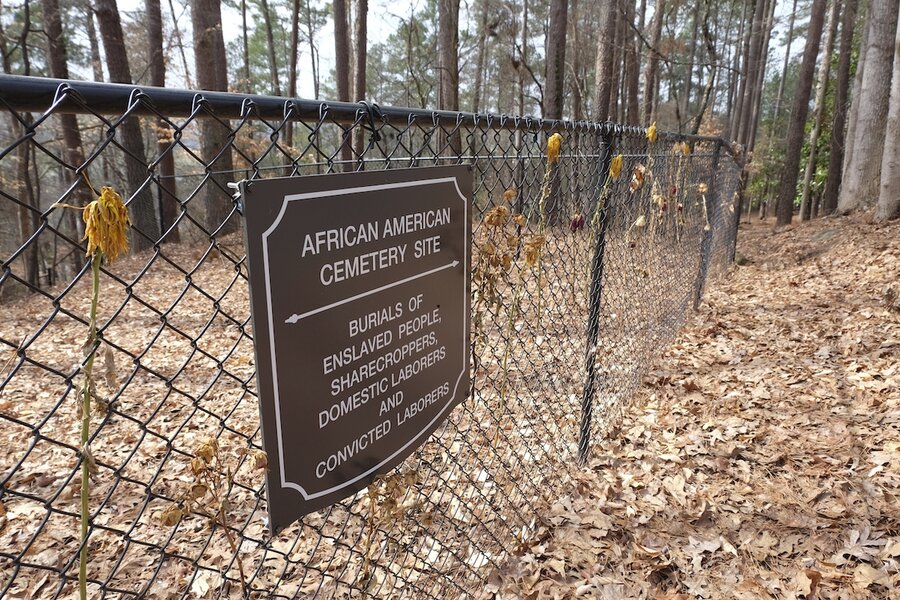 AFRICAN AMERICAN
CEMETERY SITE
BURIALS OF
ENSLAVED PEOPLE,
SHARECROPPERS,
DOMESTIC LABORERS
AND
CONVICTED LABORERS